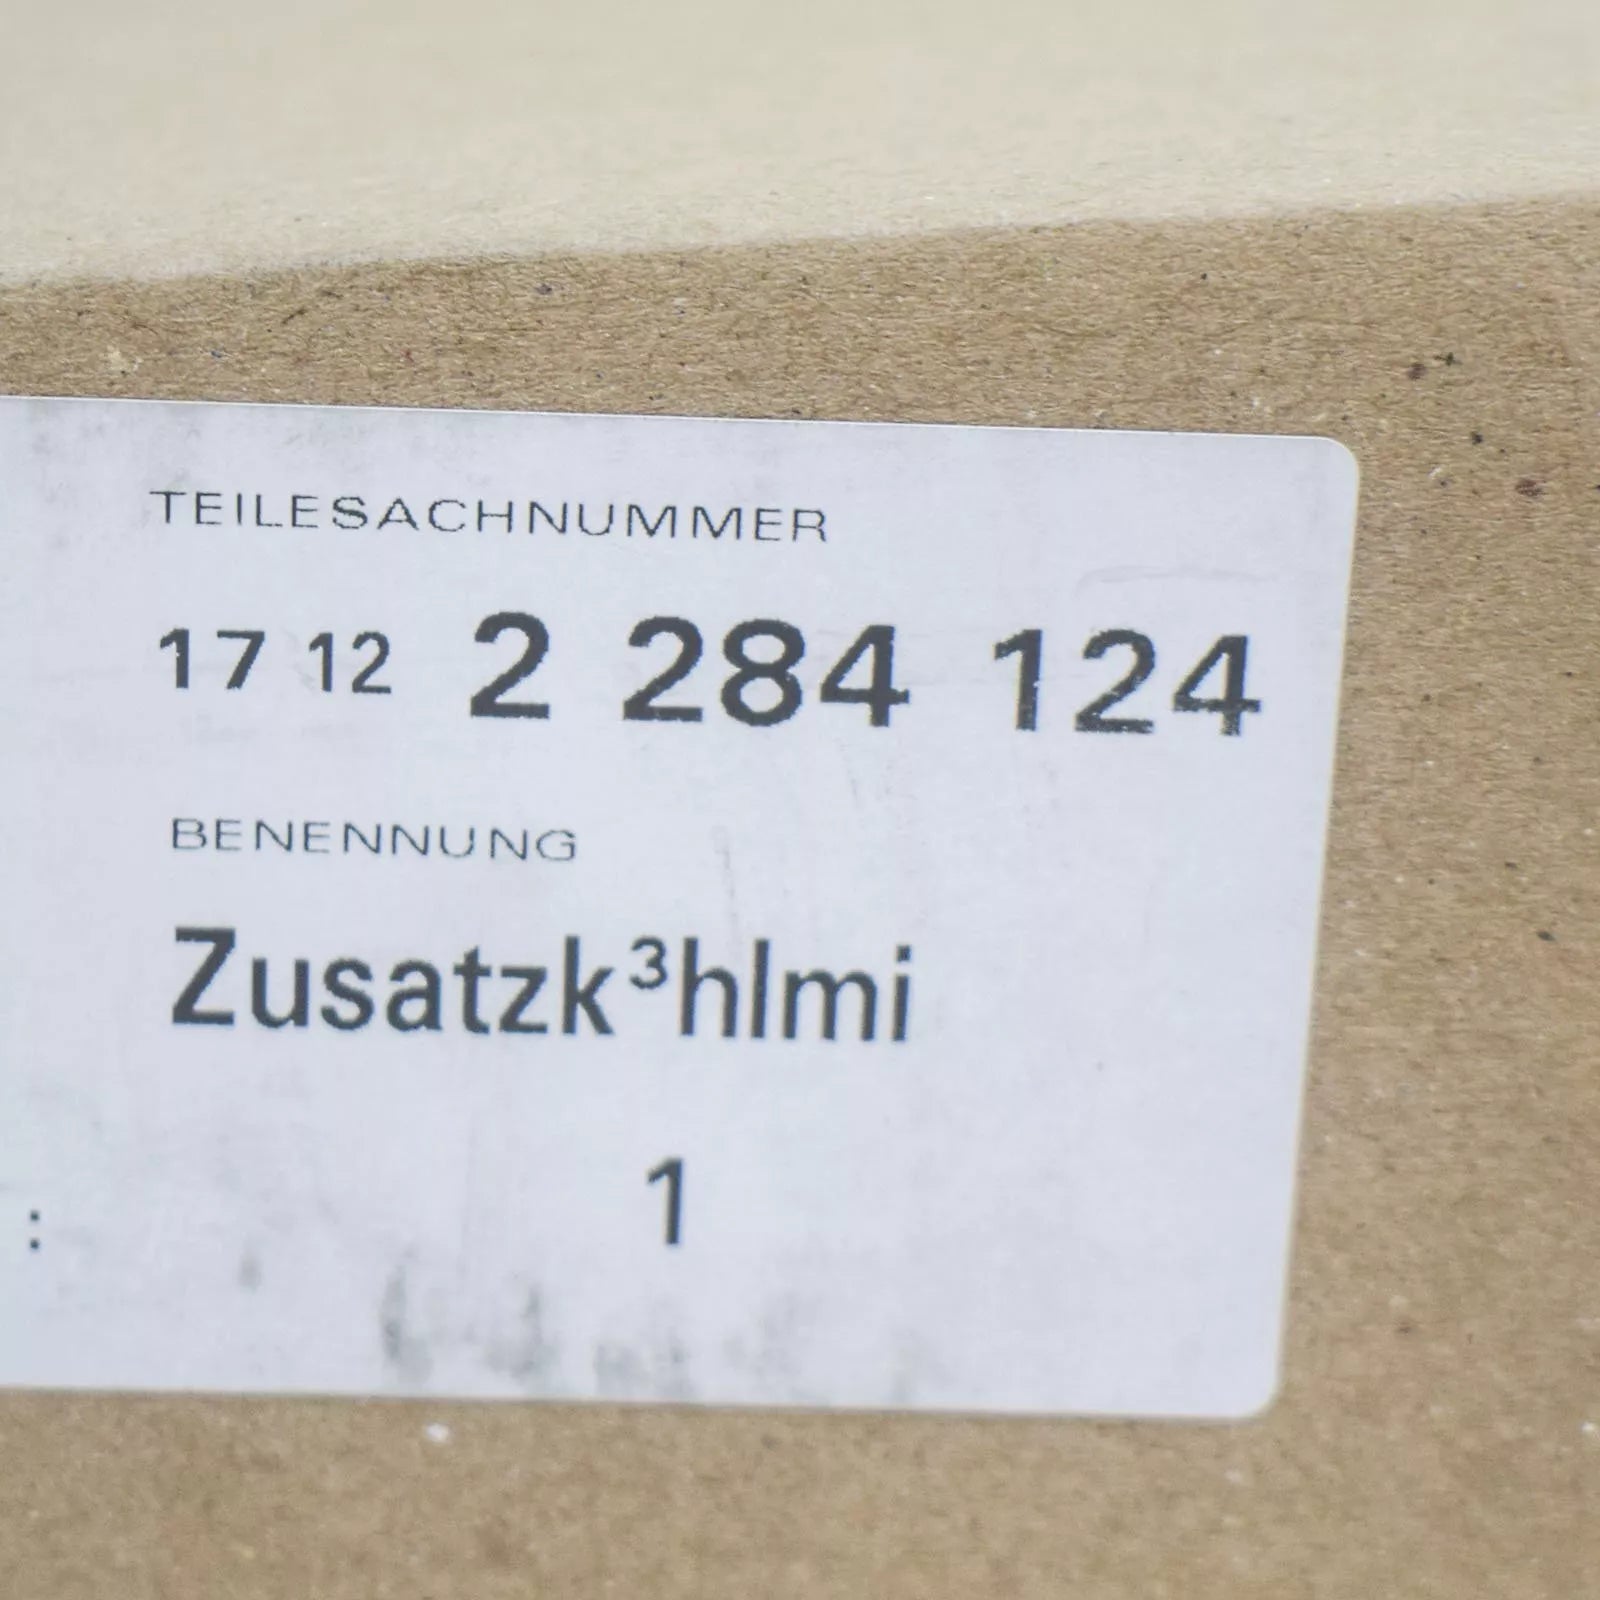 TEILESACHNUMMER
17 12 2 284 124
BENENNUNG
Zusatzk³hlmi
: 1